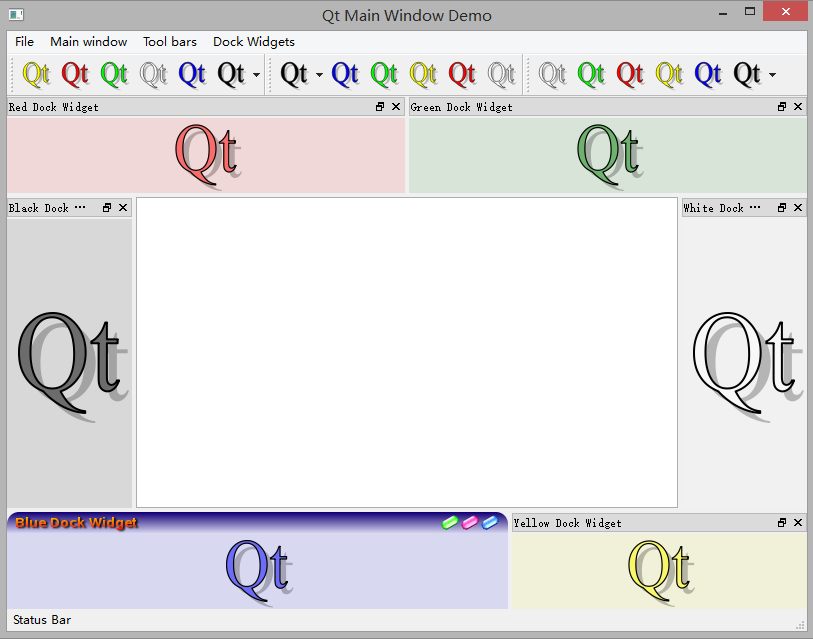 Qt Main Window Demo
File Main window Tool bars Dock Widgets
Qt Qt Qt Qt Qt Qt Qt Qt Qt Qt Qt Qt Qt Qt Qt Qt Qt Qt
Red Dock Widget Green Dock Widget
Qt Qt
Black Dock ... White Dock ...
Qt Qt
Blue Dock Widget Yellow Dock Widget
Qt Qt
Status Bar